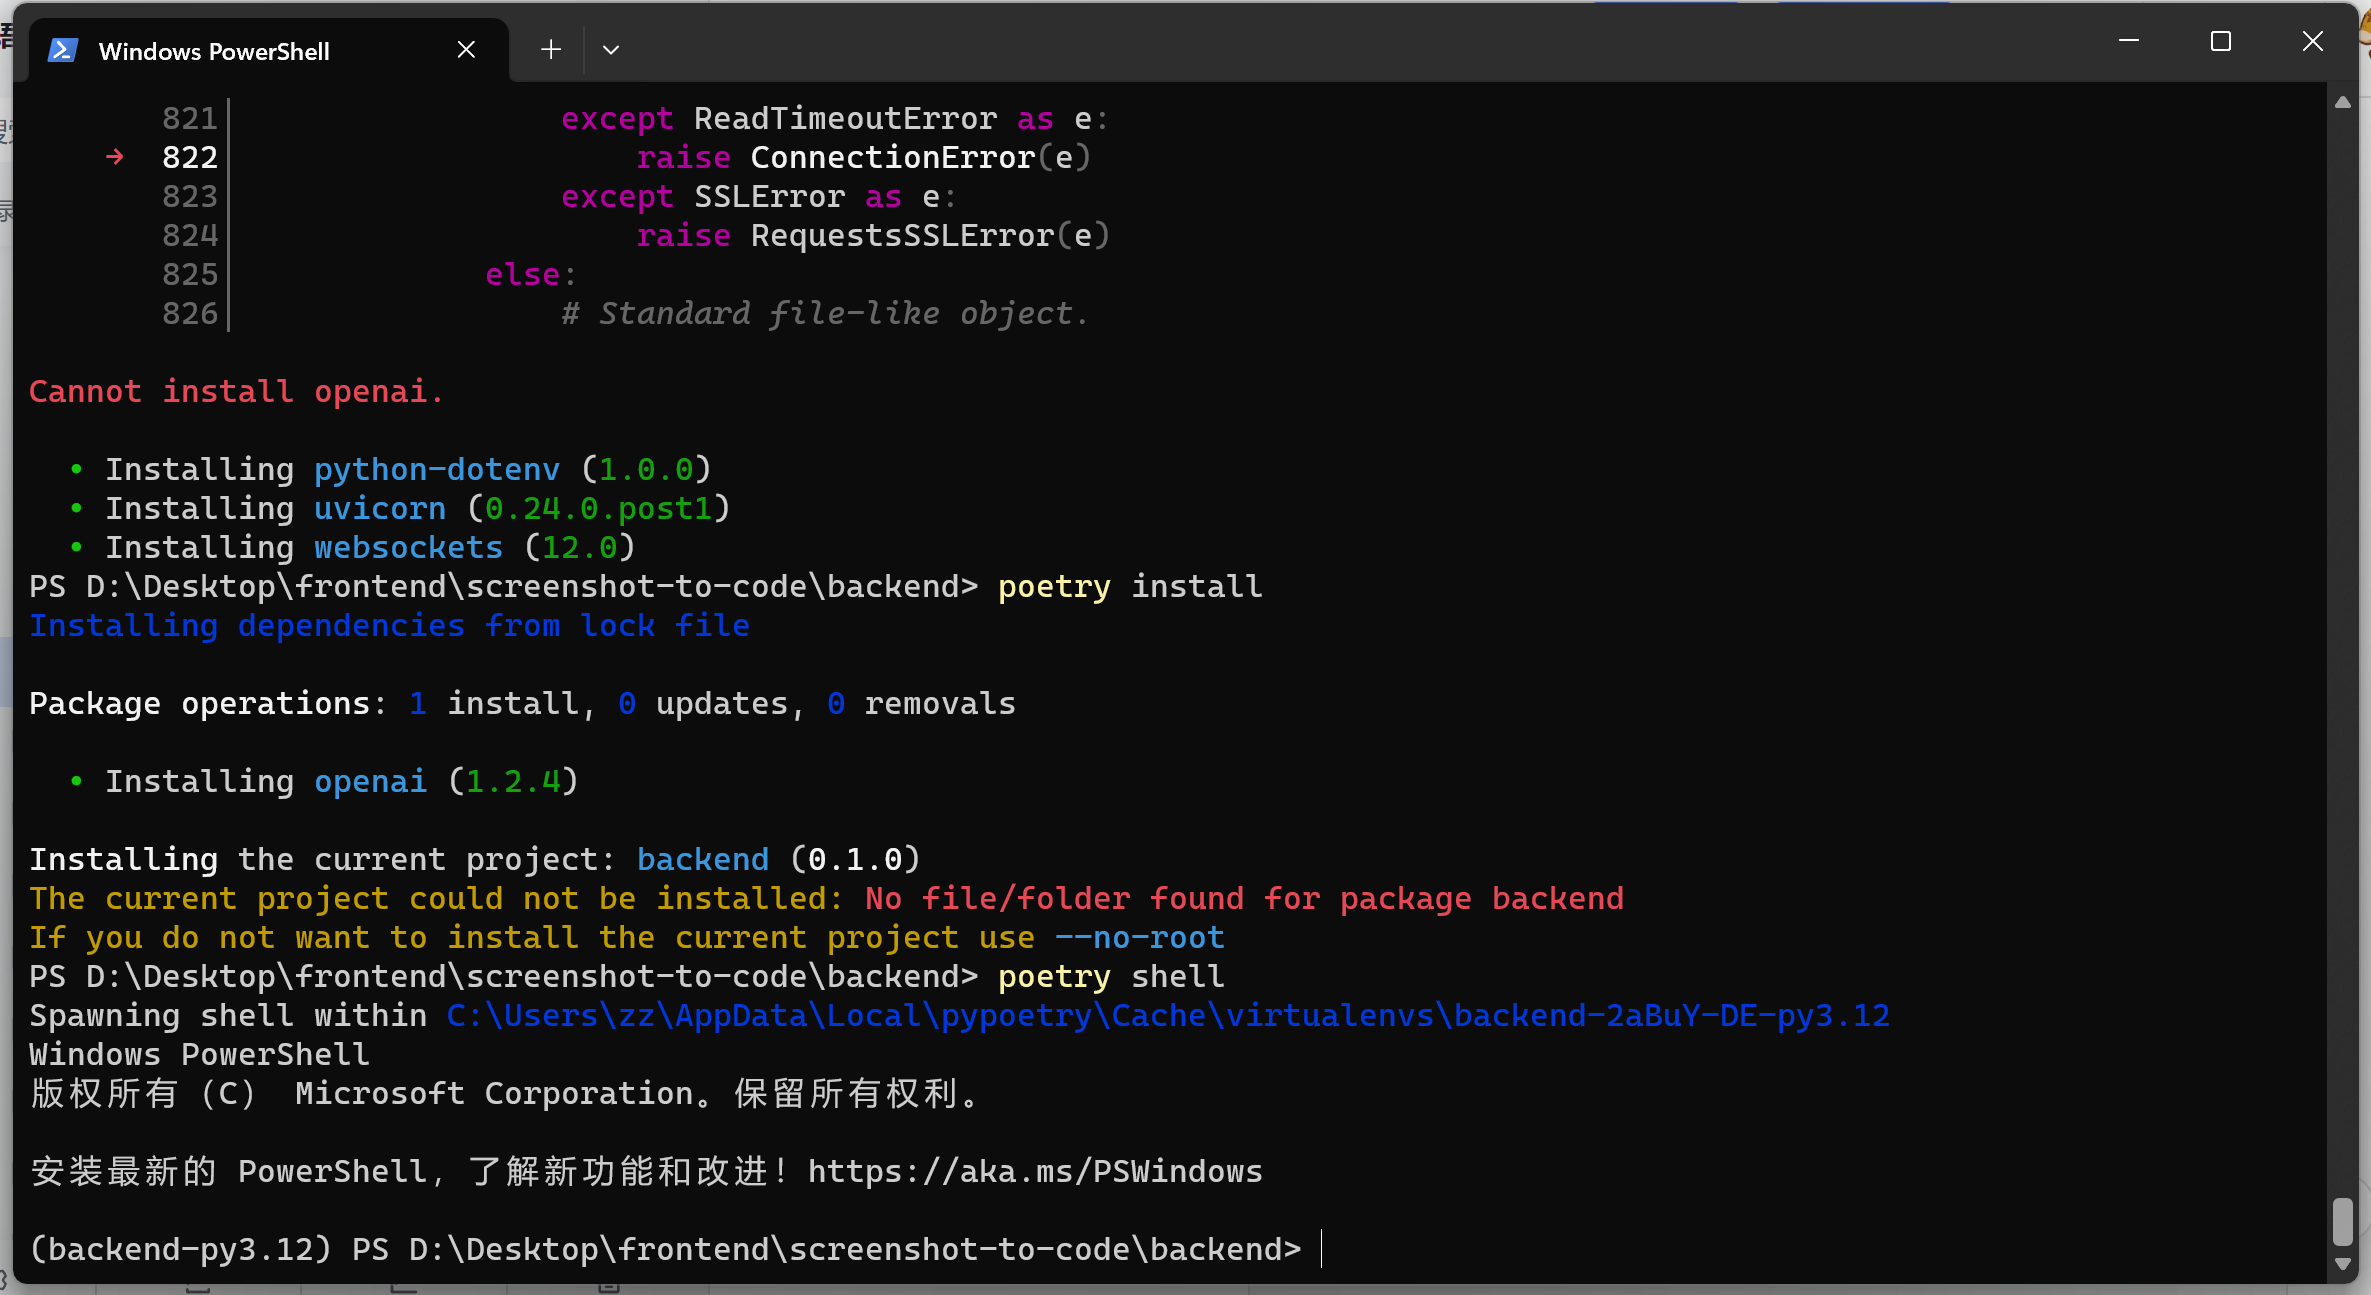 Windows PowerShell
821 except ReadTimeoutError as e:
→ 822 raise ConnectionError(e)
823 except SSLError as e:
824 raise RequestsSSLError(e)
825 else:
826 # Standard file-like object.
Cannot install openai.
• Installing python-dotenv (1.0.0)
• Installing uvicorn (0.24.0.post1)
• Installing websockets (12.0)
PS D:\Desktop\frontend\screenshot-to-code\backend> poetry install
Installing dependencies from lock file
Package operations: 1 install, 0 updates, 0 removals
• Installing openai (1.2.4)
Installing the current project: backend (0.1.0)
The current project could not be installed: No file/folder found for package backend
If you do not want to install the current project use --no-root
PS D:\Desktop\frontend\screenshot-to-code\backend> poetry shell
Spawning shell within C:\Users\zz\AppData\Local\pypoetry\Cache\virtualenvs\backend-2aBuY-DE-py3.12
Windows PowerShell
版权所有（C） Microsoft Corporation。保留所有权利。
安装最新的 PowerShell，了解新功能和改进！https://aka.ms/PSWindows
(backend-py3.12) PS D:\Desktop\frontend\screenshot-to-code\backend>